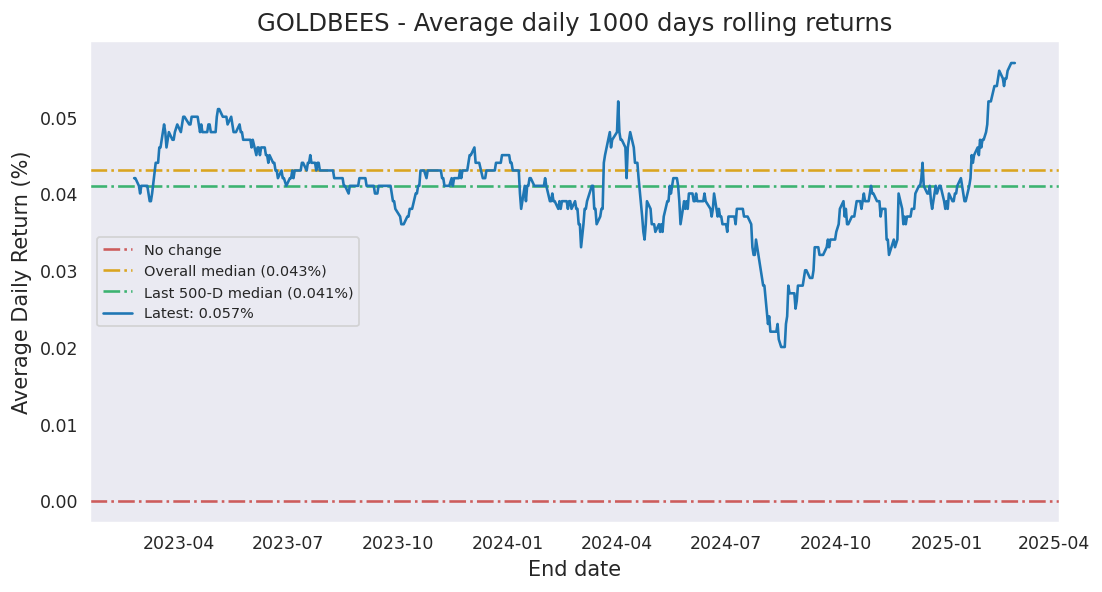 GOLDBEES - Average daily 1000 days rolling returns
Average Daily Return (%)
0.05
0.04
0.03
0.02
0.01
0.00
No change
Overall median (0.043%)
Last 500-D median (0.041%)
Latest: 0.057%
2023-04 2023-07 2023-10 2024-01 2024-04 2024-07 2024-10 2025-01 2025-04
End date